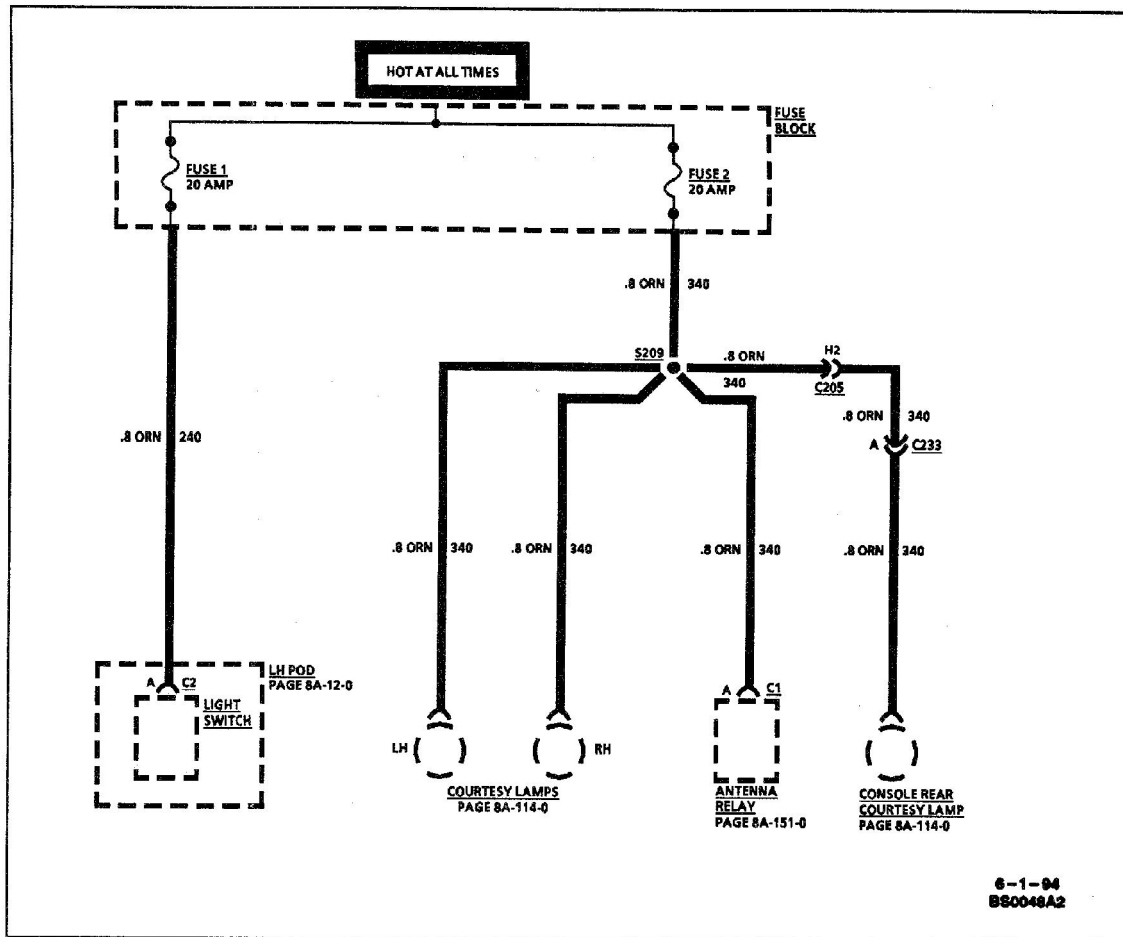 HOT AT ALL TIMES
FUSE
BLOCK
FUSE 1
20 AMP
FUSE 2
20 AMP
.8 ORN 340
S209
.8 ORN
340
H2
C205
.8 ORN 340
A C233
.8 ORN 240
.8 ORN 340
.8 ORN 340
.8 ORN 340
.8 ORN 340
LH POD
PAGE 8A-12-0
A C2
LIGHT
SWITCH
A C1
LH
RH
COURTESY LAMPS
PAGE 8A-114-0
ANTENNA
RELAY
PAGE 8A-151-0
CONSOLE REAR
COURTESY LAMP
PAGE 8A-114-0
6-1-94
BS0048A2